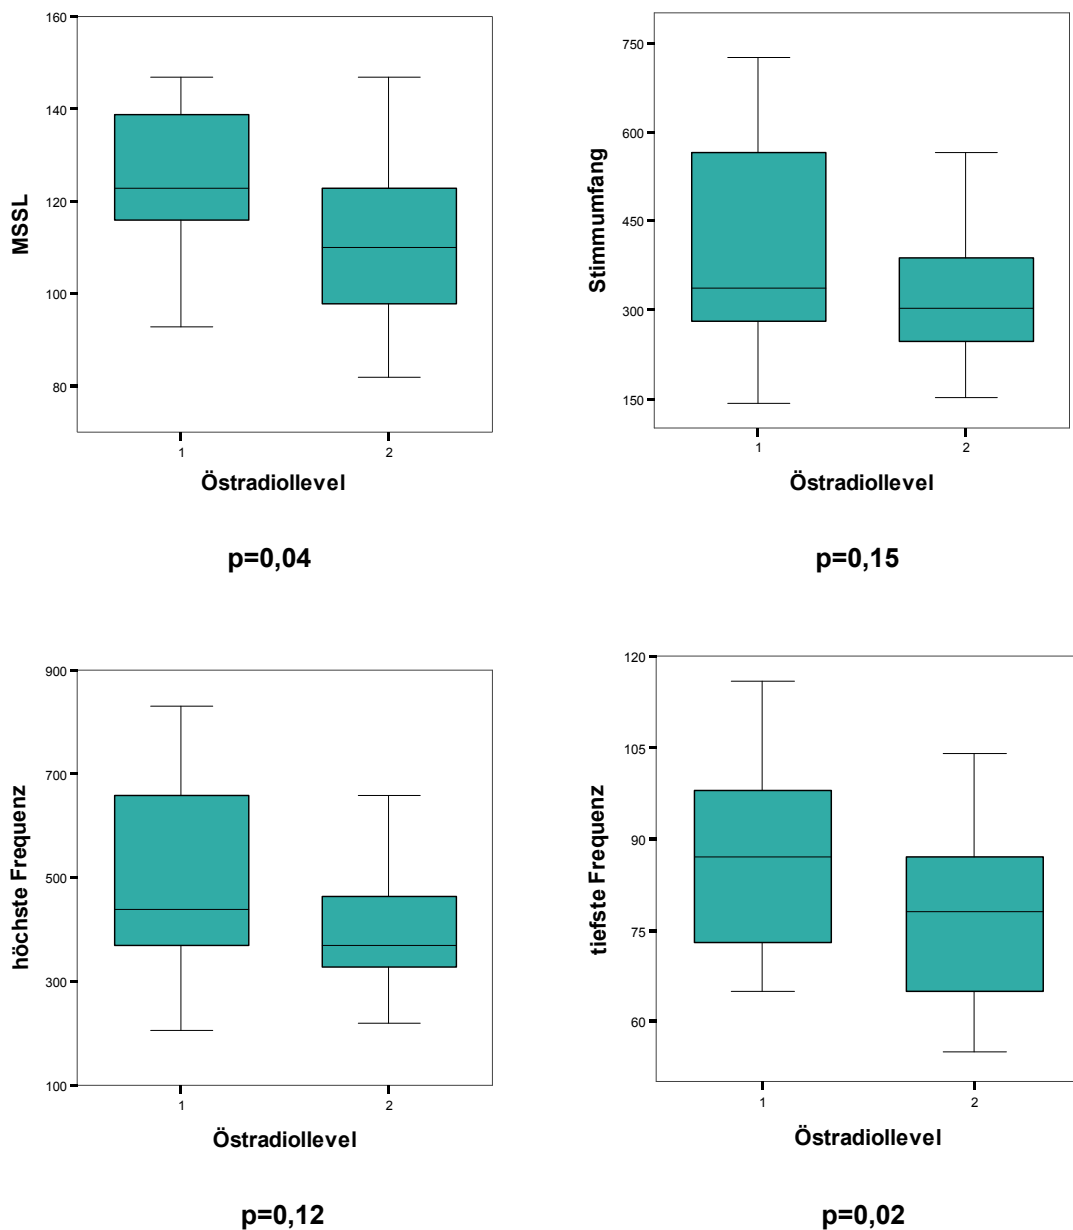 160
140
120
100
80
MSSL
1
2
Östradiollevel
p=0,04
750
600
450
300
150
Stimmumfang
1
2
Östradiollevel
p=0,15
900
700
500
300
100
höchste Frequenz
1
2
Östradiollevel
p=0,12
120
105
90
75
60
tiefste Frequenz
1
2
Östradiollevel
p=0,02